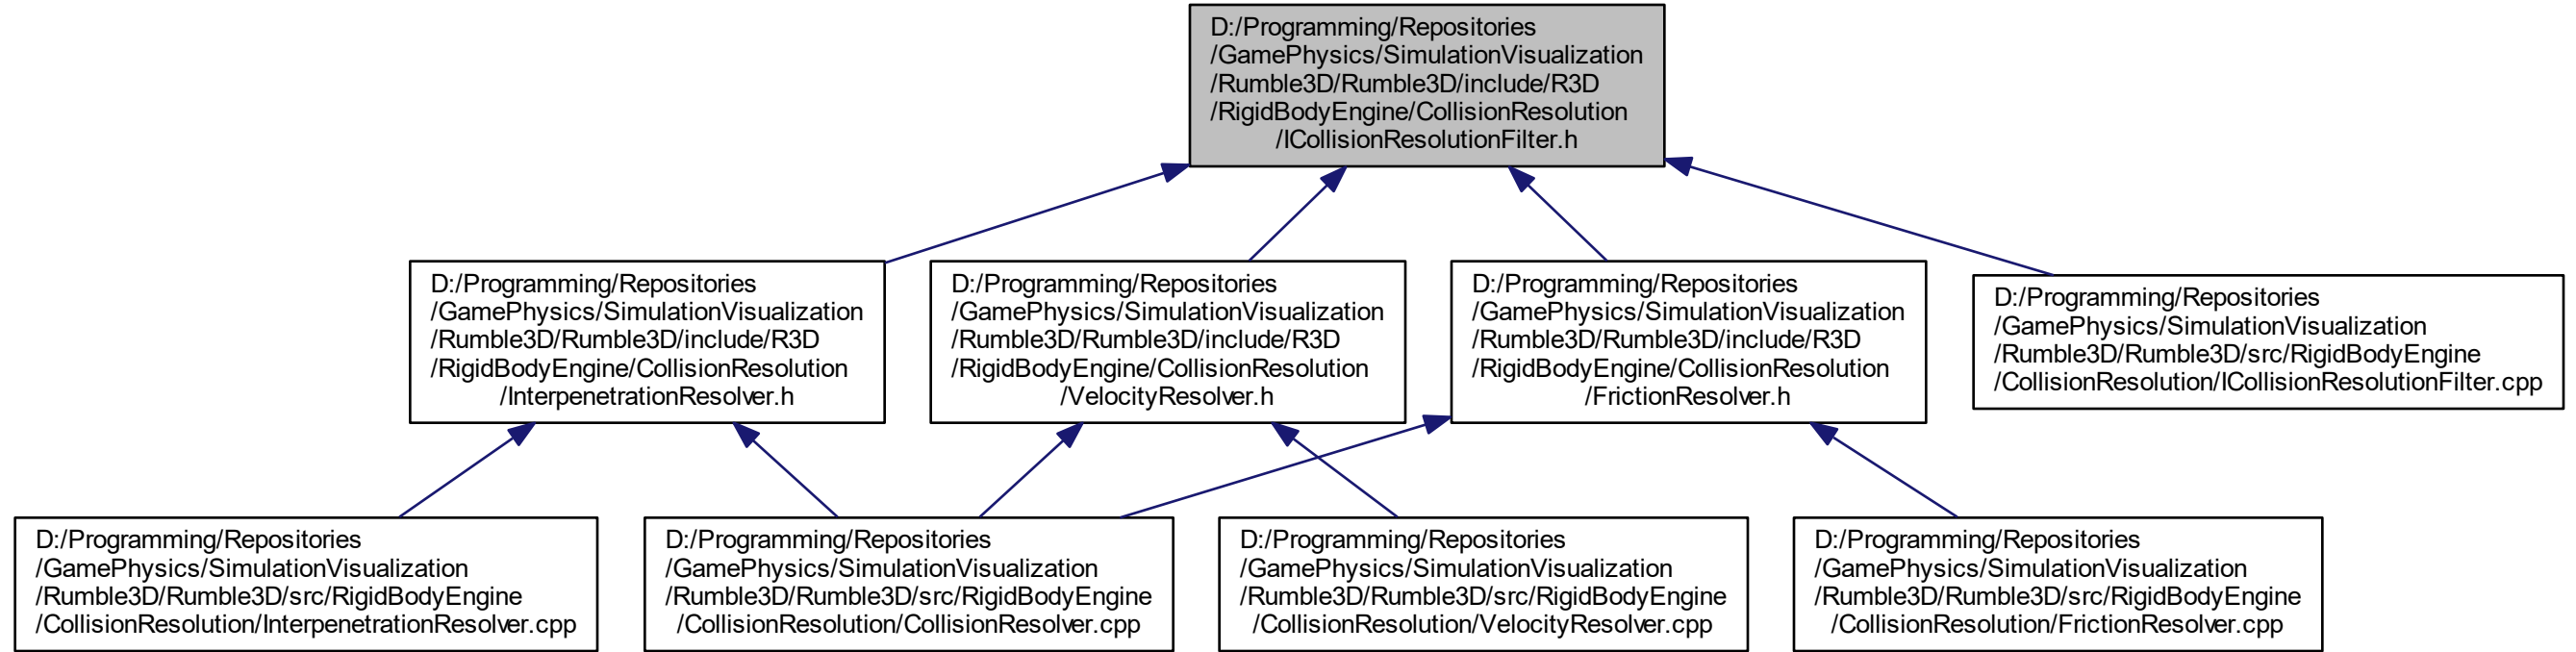 D:/Programming/Repositories
/GamePhysics/SimulationVisualization
/Rumble3D/Rumble3D/include/R3D
/RigidBodyEngine/CollisionResolution
/ICollisionResolutionFilter.h
D:/Programming/Repositories
/GamePhysics/SimulationVisualization
/Rumble3D/Rumble3D/include/R3D
/RigidBodyEngine/CollisionResolution
/InterpenetrationResolver.h
D:/Programming/Repositories
/GamePhysics/SimulationVisualization
/Rumble3D/Rumble3D/include/R3D
/RigidBodyEngine/CollisionResolution
/VelocityResolver.h
D:/Programming/Repositories
/GamePhysics/SimulationVisualization
/Rumble3D/Rumble3D/include/R3D
/RigidBodyEngine/CollisionResolution
/FrictionResolver.h
D:/Programming/Repositories
/GamePhysics/SimulationVisualization
/Rumble3D/Rumble3D/src/RigidBodyEngine
/CollisionResolution/ICollisionResolutionFilter.cpp
D:/Programming/Repositories
/GamePhysics/SimulationVisualization
/Rumble3D/Rumble3D/src/RigidBodyEngine
/CollisionResolution/InterpenetrationResolver.cpp
D:/Programming/Repositories
/GamePhysics/SimulationVisualization
/Rumble3D/Rumble3D/src/RigidBodyEngine
/CollisionResolution/CollisionResolver.cpp
D:/Programming/Repositories
/GamePhysics/SimulationVisualization
/Rumble3D/Rumble3D/src/RigidBodyEngine
/CollisionResolution/VelocityResolver.cpp
D:/Programming/Repositories
/GamePhysics/SimulationVisualization
/Rumble3D/Rumble3D/src/RigidBodyEngine
/CollisionResolution/FrictionResolver.cpp